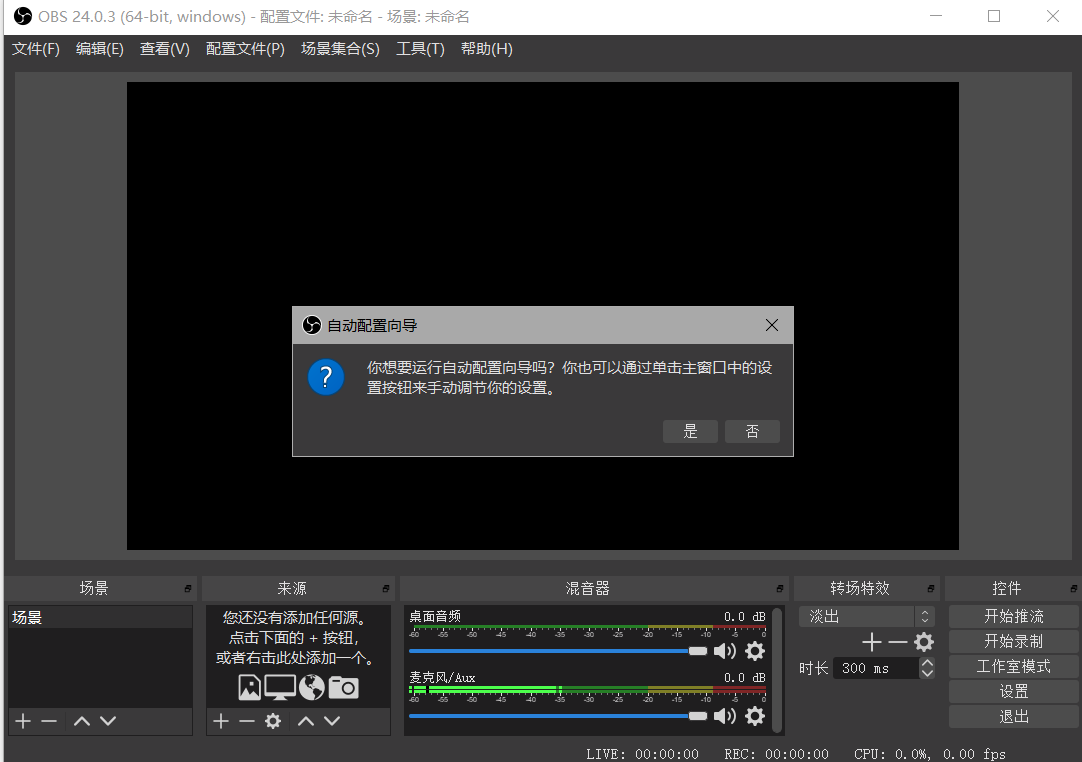 OBS 24.0.3 (64-bit, windows) - 配置文件: 未命名 - 场景: 未命名
文件(F) 编辑(E) 查看(V) 配置文件(P) 场景集合(S) 工具(T) 帮助(H)
自动配置向导
你想要运行自动配置向导吗？你也可以通过单击主窗口中的设
置按钮来手动调节你的设置。
是 否
场景 来源 混音器 转场特效 控件
场景
您还没有添加任何源。
点击下面的 + 按钮，
或者右击此处添加一个。
桌面音频 0.0 dB
-60 -55 -50 -45 -40 -35 -30 -25 -20 -15 -10 -5 0
麦克风/Aux 0.0 dB
-60 -55 -50 -45 -40 -35 -30 -25 -20 -15 -10 -5 0
淡出
时长 300 ms
开始推流
开始录制
工作室模式
设置
退出
LIVE: 00:00:00 REC: 00:00:00 CPU: 0.0%, 0.00 fps